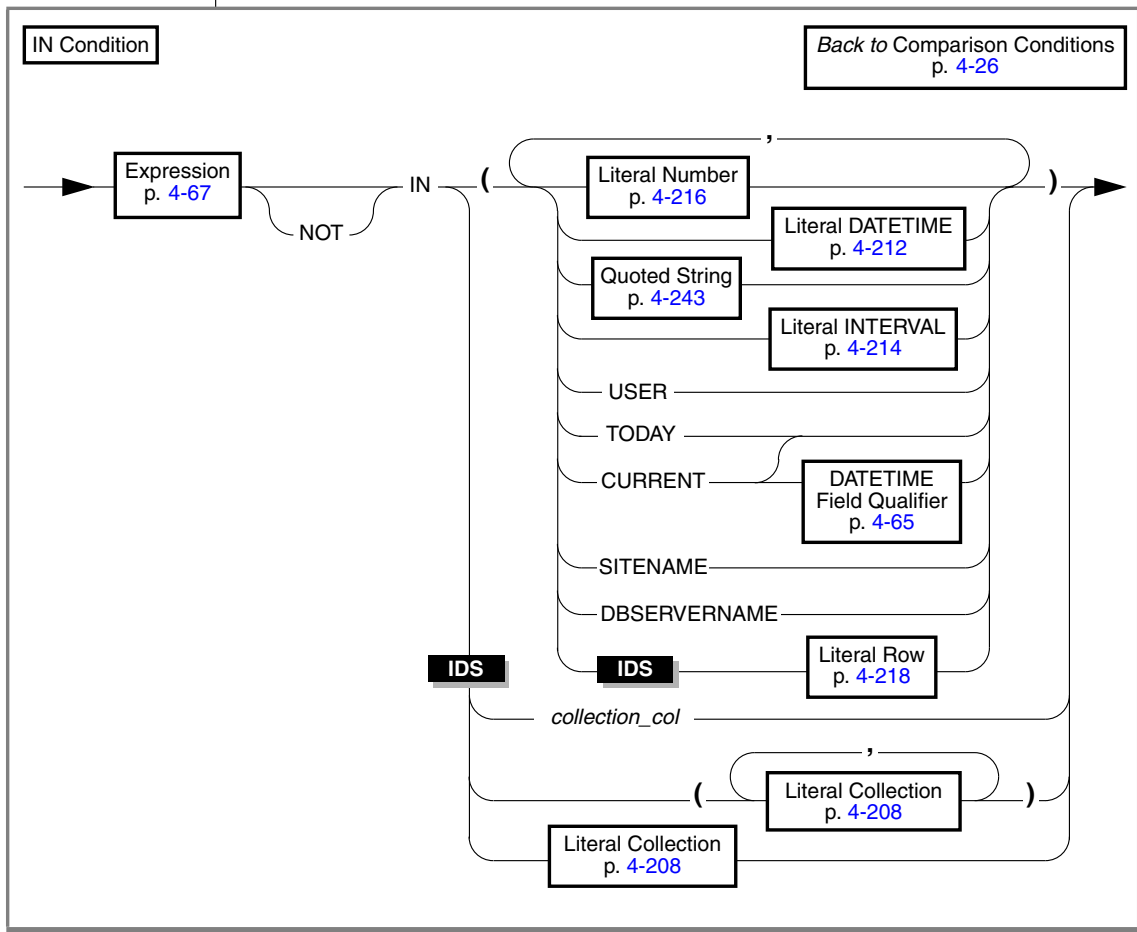 IN Condition
Back to Comparison Conditions
p. 4-26
,
Expression
p. 4-67
NOT
IN
(
Literal Number
p. 4-216
)
Literal DATETIME
p. 4-212
Quoted String
p. 4-243
Literal INTERVAL
p. 4-214
USER
TODAY
CURRENT
DATETIME
Field Qualifier
p. 4-65
SITENAME
DBSERVERNAME
IDS
IDS
Literal Row
p. 4-218
collection_col
,
(
Literal Collection
p. 4-208
)
Literal Collection
p. 4-208